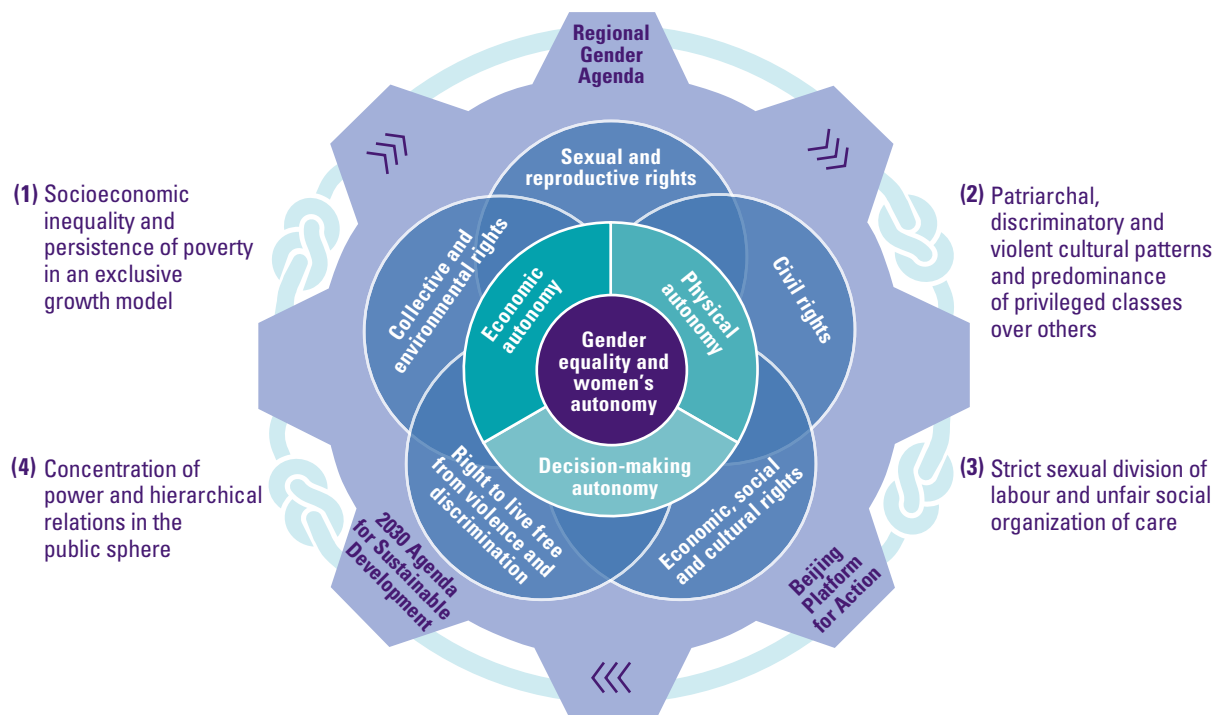 Regional
Gender
Agenda
Sexual and
reproductive rights
(1) Socioeconomic
inequality and
persistence of poverty
in an exclusive
growth model
(2) Patriarchal,
discriminatory and
violent cultural patterns
and predominance
of privileged classes
over others
Collective and
environmental rights
Economic
autonomy
Physical
autonomy
Civil rights
Gender
equality and
women's
autonomy
(4) Concentration of
power and hierarchical
relations in the
public sphere
Decision-making
autonomy
(3) Strict sexual division of
labour and unfair social
organization of care
Right to live free
from violence and
discrimination
Economic, social
and cultural rights
2030 Agenda
for Sustainable
Development
Beijing
Platform
for Action